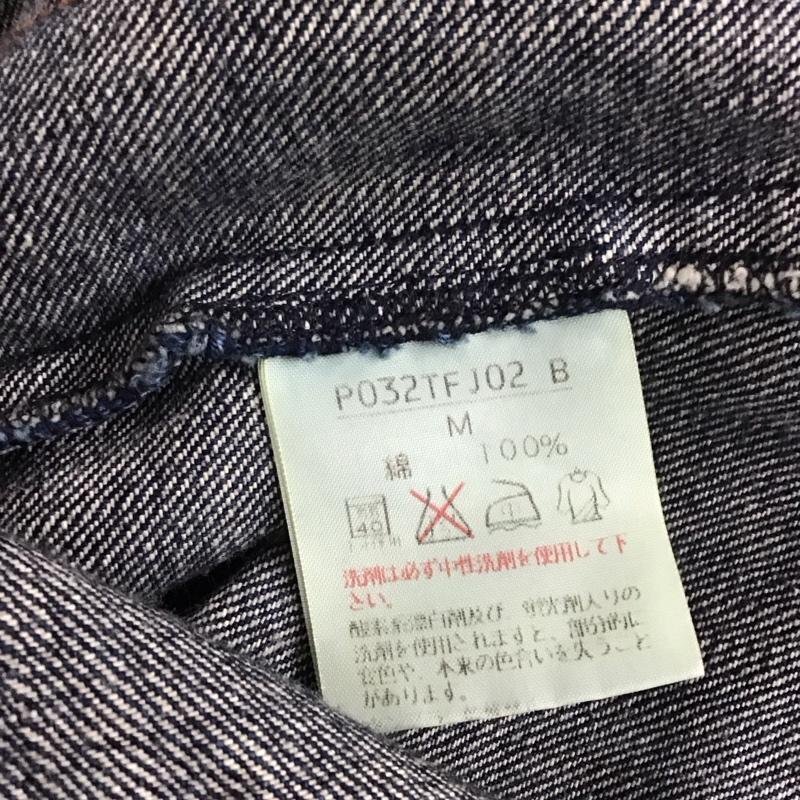 P032TFJ02 B
M
綿 100%
40
洗剤は必ず中性洗剤を使用して下
さい。
酸素系漂白剤及び、蛍光剤入りの
洗剤を使用されますと、部分的に
変色や、本来の色合いを失うこと
があります。